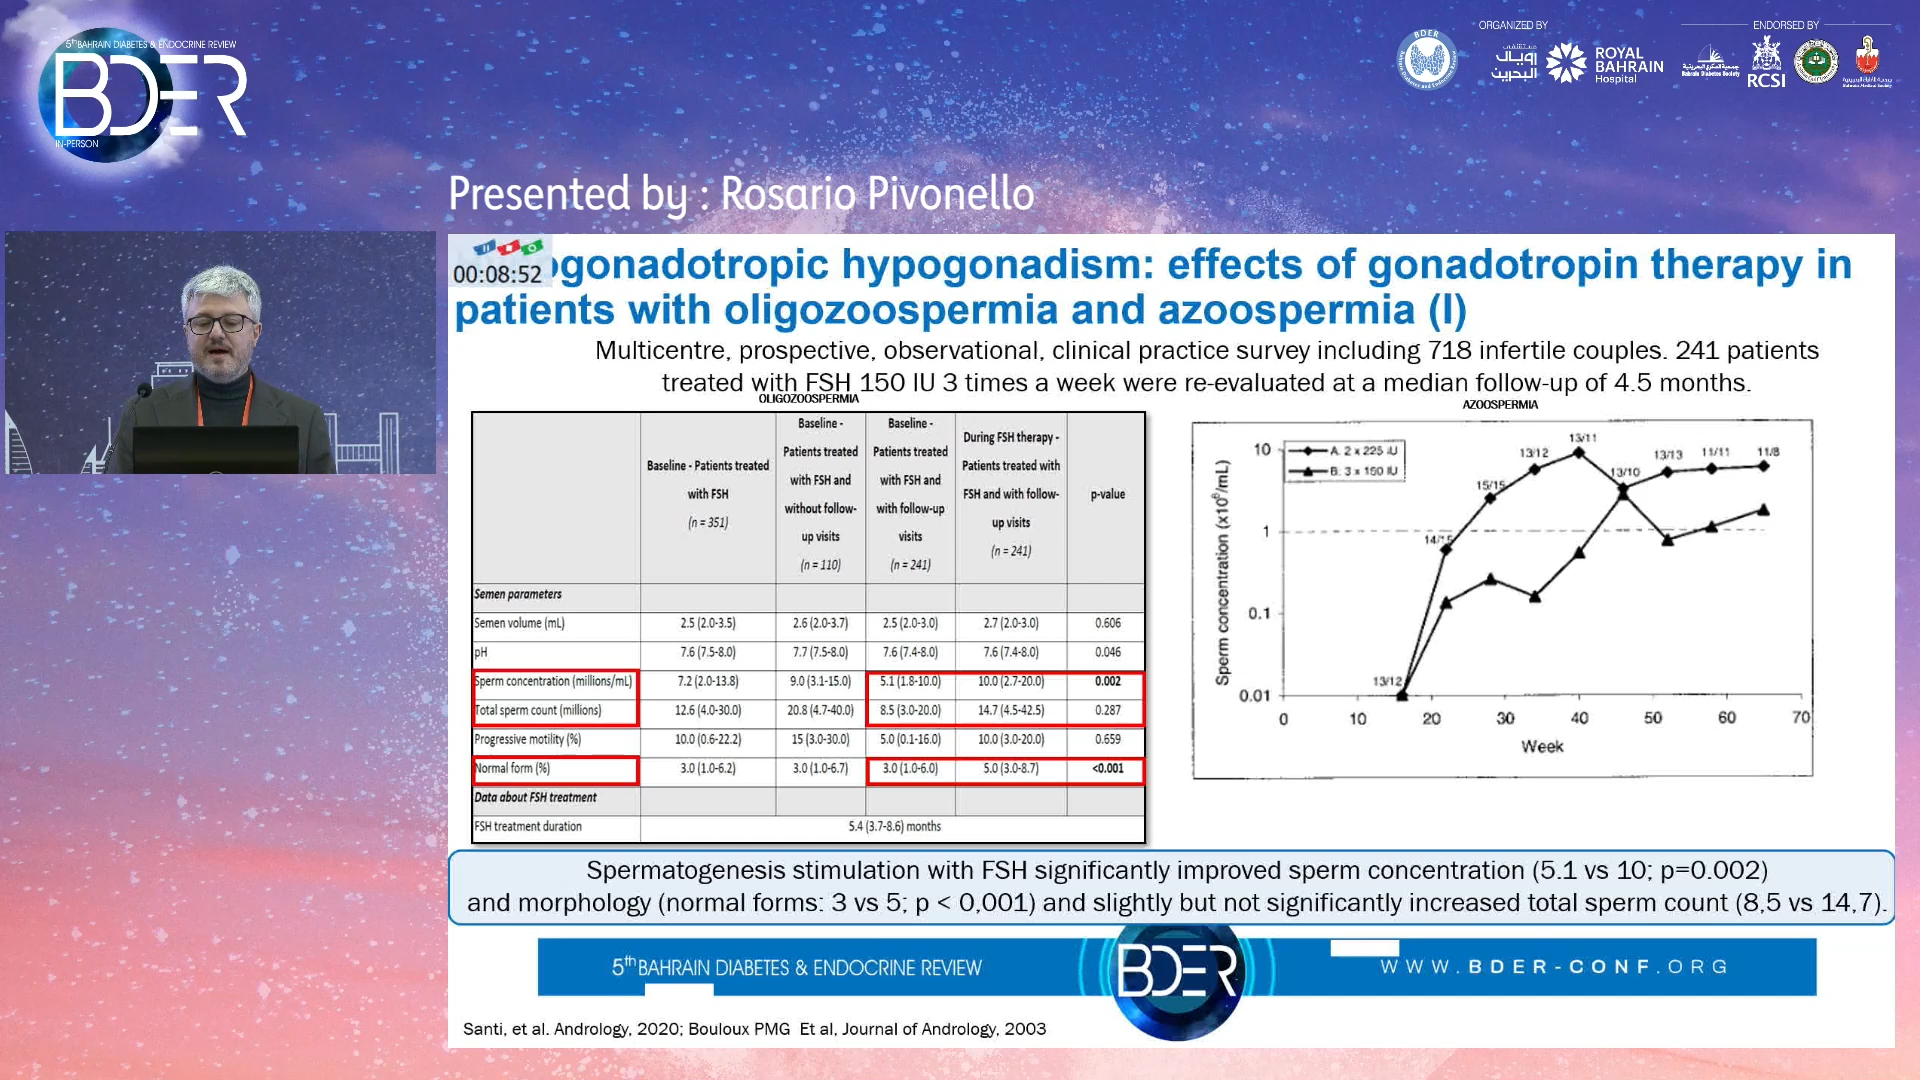 5th BAHRAIN DIABETES & ENDOCRINE REVIEW
BDER
IN-PERSON
ORGANIZED BY
ENDORSED BY
BDER
مستشفى
رويال
البحرين
ROYAL
BAHRAIN
Hospital
Bahrain Diabetes Society
RCSI
Bahrain Medical Society
Presented by : Rosario Pivonello
00:08:52
ogonadotropic hypogonadism: effects of gonadotropin therapy in
patients with oligozoospermia and azoospermia (I)
Multicentre, prospective, observational, clinical practice survey including 718 infertile couples. 241 patients
treated with FSH 150 IU 3 times a week were re-evaluated at a median follow-up of 4.5 months.
OLIGOZOOSPERMIA
Baseline - Patients treated with FSH (n = 351)
Baseline - Patients treated with FSH and without follow-up visits (n = 110)
Baseline - Patients treated with FSH and with follow-up visits (n = 241)
During FSH therapy - Patients treated with FSH and with follow-up visits (n = 241)
p-value
Semen parameters
Semen volume (mL) 2.5 (2.0-3.5) 2.6 (2.0-3.7) 2.5 (2.0-3.0) 2.7 (2.0-3.0) 0.606
pH 7.6 (7.5-8.0) 7.7 (7.5-8.0) 7.6 (7.4-8.0) 7.6 (7.4-8.0) 0.046
Sperm concentration (millions/mL) 7.2 (2.0-13.8) 9.0 (3.1-15.0) 5.1 (1.8-10.0) 10.0 (2.7-20.0) 0.002
Total sperm count (millions) 12.6 (4.0-30.0) 20.8 (4.7-40.0) 8.5 (3.0-20.0) 14.7 (4.5-42.5) 0.287
Progressive motility (%) 10.0 (0.6-22.2) 15 (3.0-30.0) 5.0 (0.1-16.0) 10.0 (3.0-20.0) 0.659
Normal form (%) 3.0 (1.0-6.2) 3.0 (1.0-6.7) 3.0 (1.0-6.0) 5.0 (3.0-8.7) <0.001
Data about FSH treatment
FSH treatment duration 5.4 (3.7-8.6) months
AZOOSPERMIA
A: 2 x 225 IU
B: 3 x 150 IU
Sperm concentration (x10⁶/mL)
10
1
0.1
0.01
13/12
14/15
15/15
13/12
13/11
13/10
13/13
11/11
11/8
0 10 20 30 40 50 60 70
Week
Spermatogenesis stimulation with FSH significantly improved sperm concentration (5.1 vs 10; p=0.002)
and morphology (normal forms: 3 vs 5; p < 0,001) and slightly but not significantly increased total sperm count (8,5 vs 14,7).
5th BAHRAIN DIABETES & ENDOCRINE REVIEW
BDER
WWW.BDER-CONF.ORG
Santi, et al. Andrology, 2020; Bouloux PMG Et al, Journal of Andrology, 2003